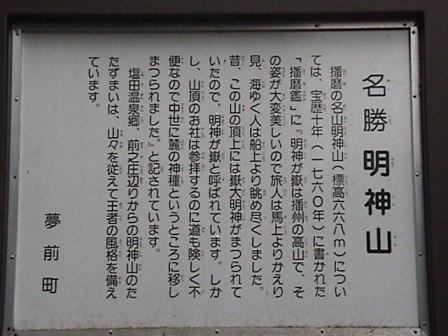 名勝 明神山
播磨の名山明神山（標高六六八m）につい
ては、宝暦十年（一七六〇年）に書かれた
「播磨鑑」に『明神が嶽は播州の高山で、そ
の姿が大変美しいので旅人は馬上よりかえり
見、海ゆく人は船上より眺め尽くしました。
昔、この山の頂上には嶽大明神がまつられて
いたので、明神が嶽と呼ばれています。しか
し、山頂のお社は参拝するのに道も険しく不
便なので中世に麓の神種というところに移し
まつられました。』と記されています。
塩田温泉郷、前之庄辺りからの明神山のた
たずまいは、山々を従えて王者の風格を備え
ています。
夢前町